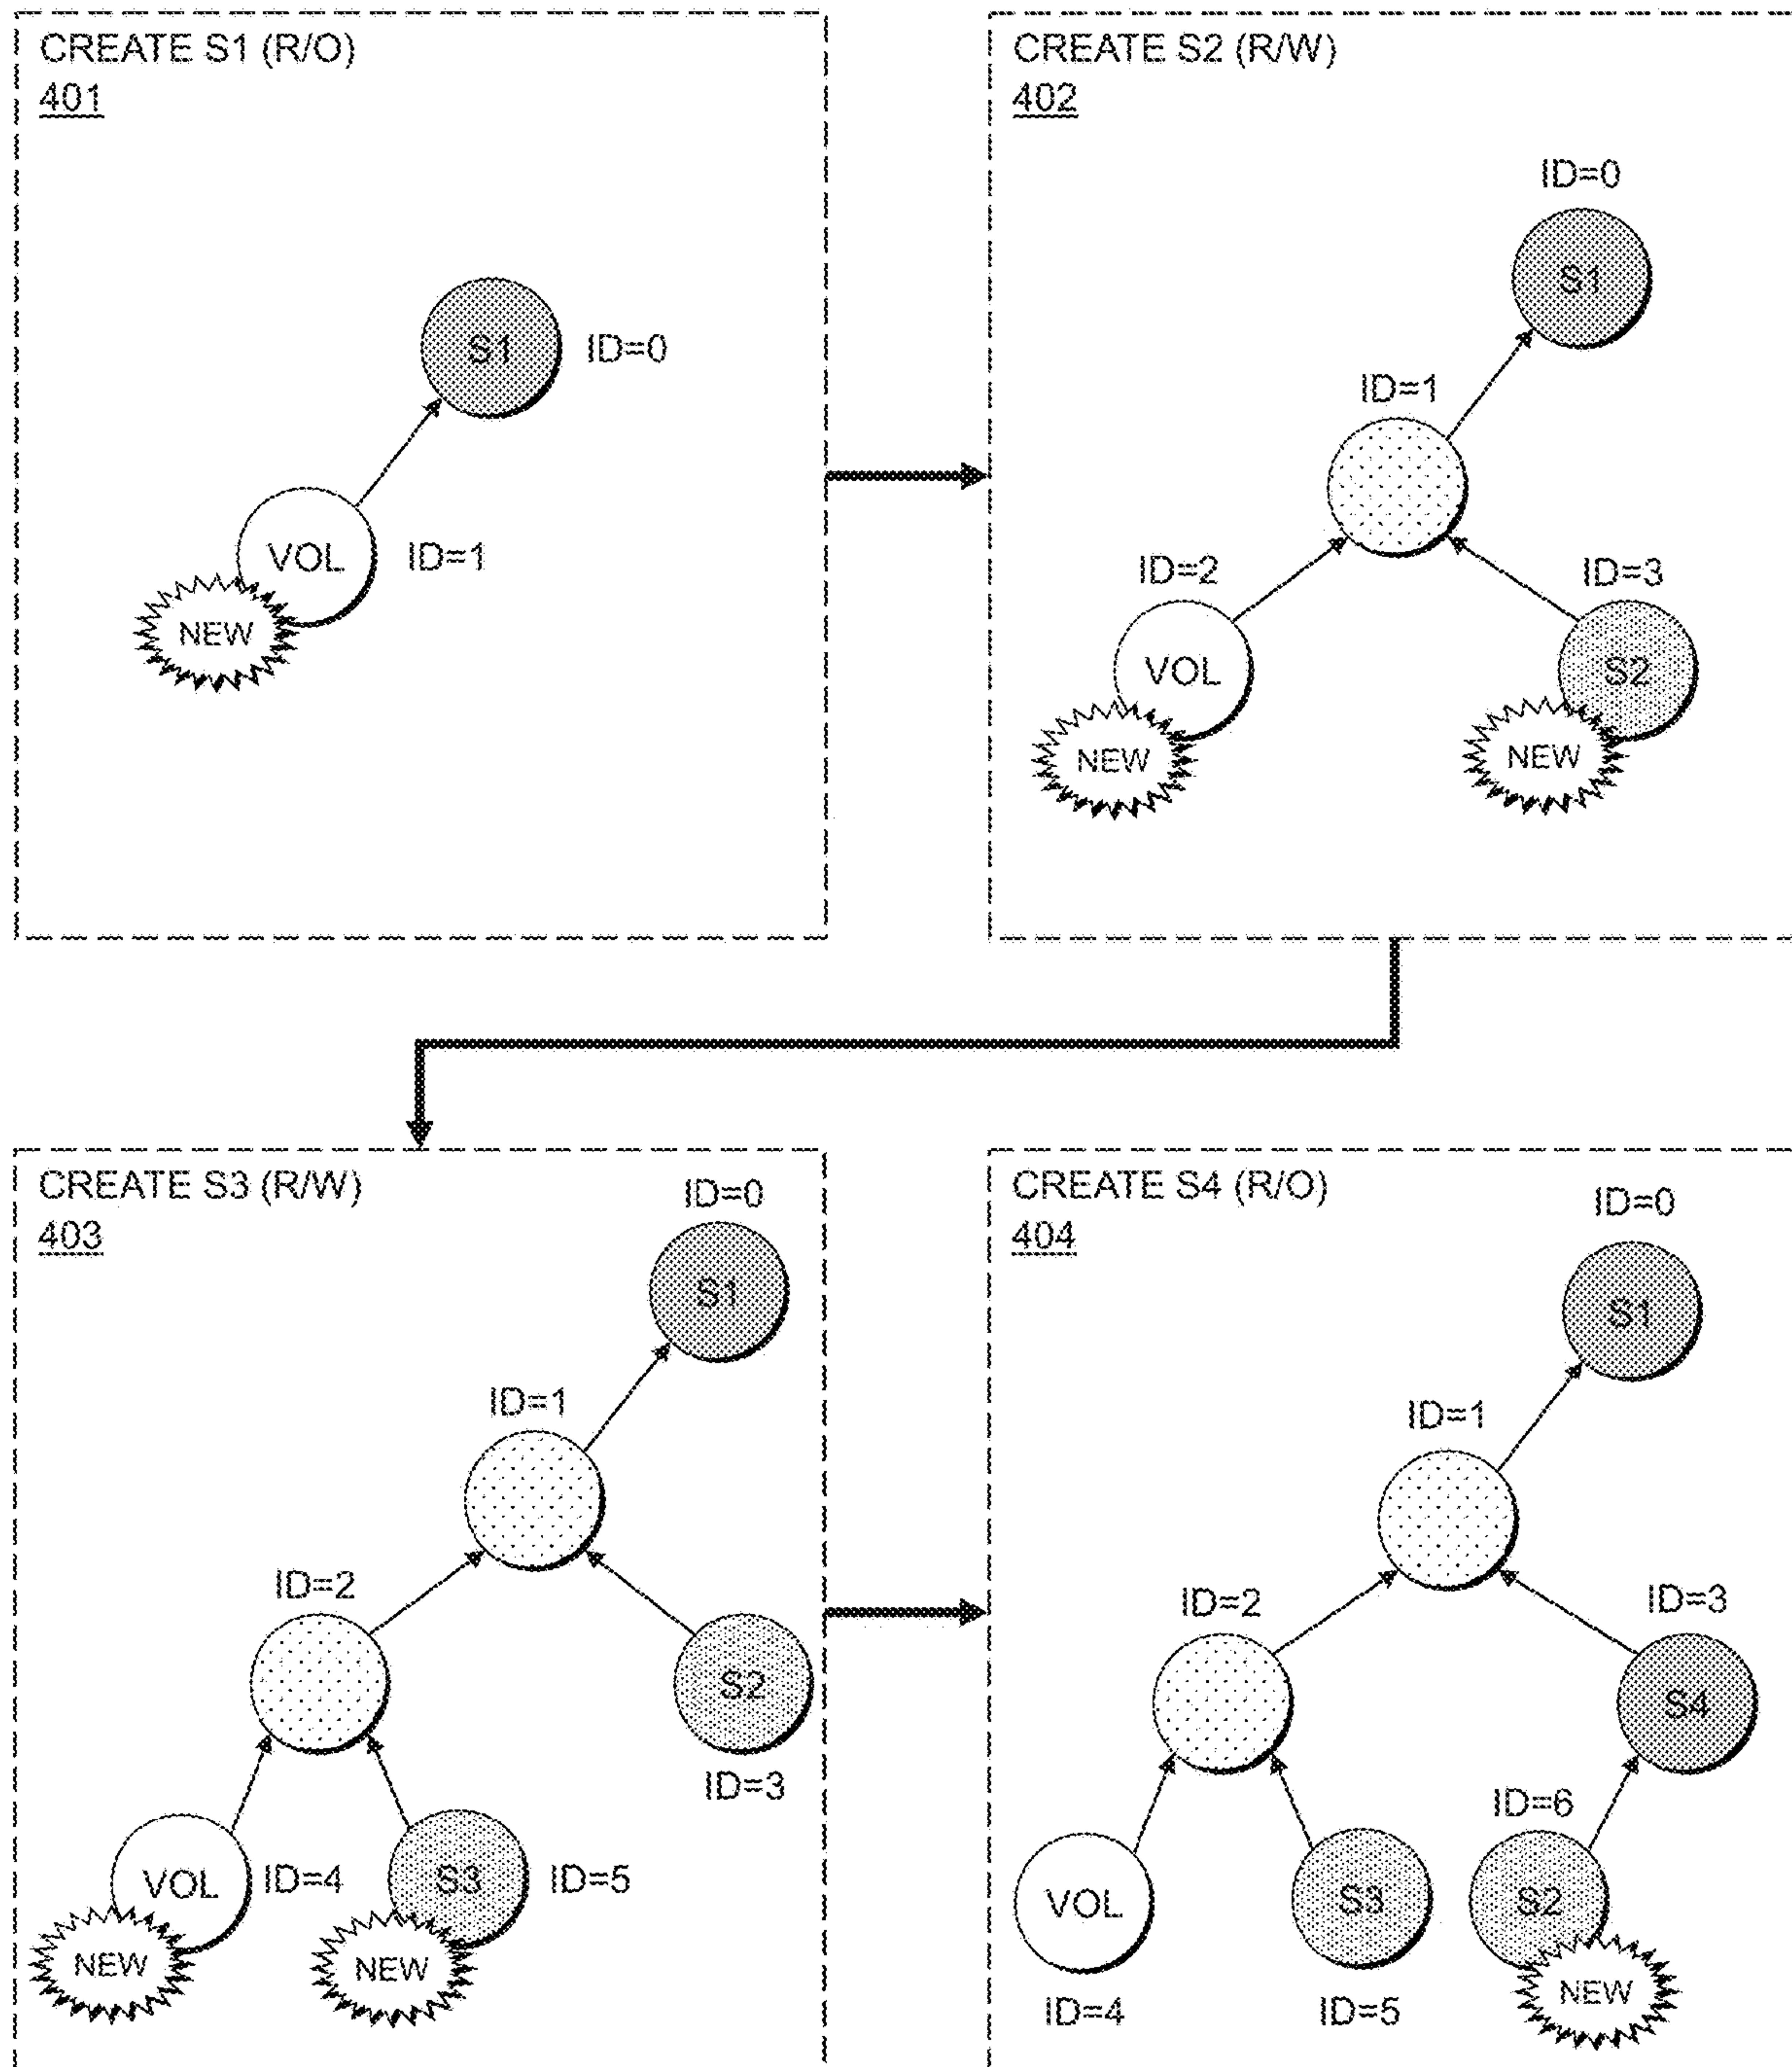 CREATE S1 (R/O)
401
S1
ID=0
VOL
ID=1
NEW
CREATE S2 (R/W)
402
ID=0
S1
ID=1
ID=2
ID=3
VOL
S2
NEW
NEW
CREATE S3 (R/W)
403
ID=0
S1
ID=1
ID=2
S2
ID=3
VOL
ID=4
S3
ID=5
NEW
NEW
CREATE S4 (R/O)
404
ID=0
S1
ID=1
ID=2
ID=3
S4
ID=6
VOL
S3
S2
NEW
ID=4
ID=5